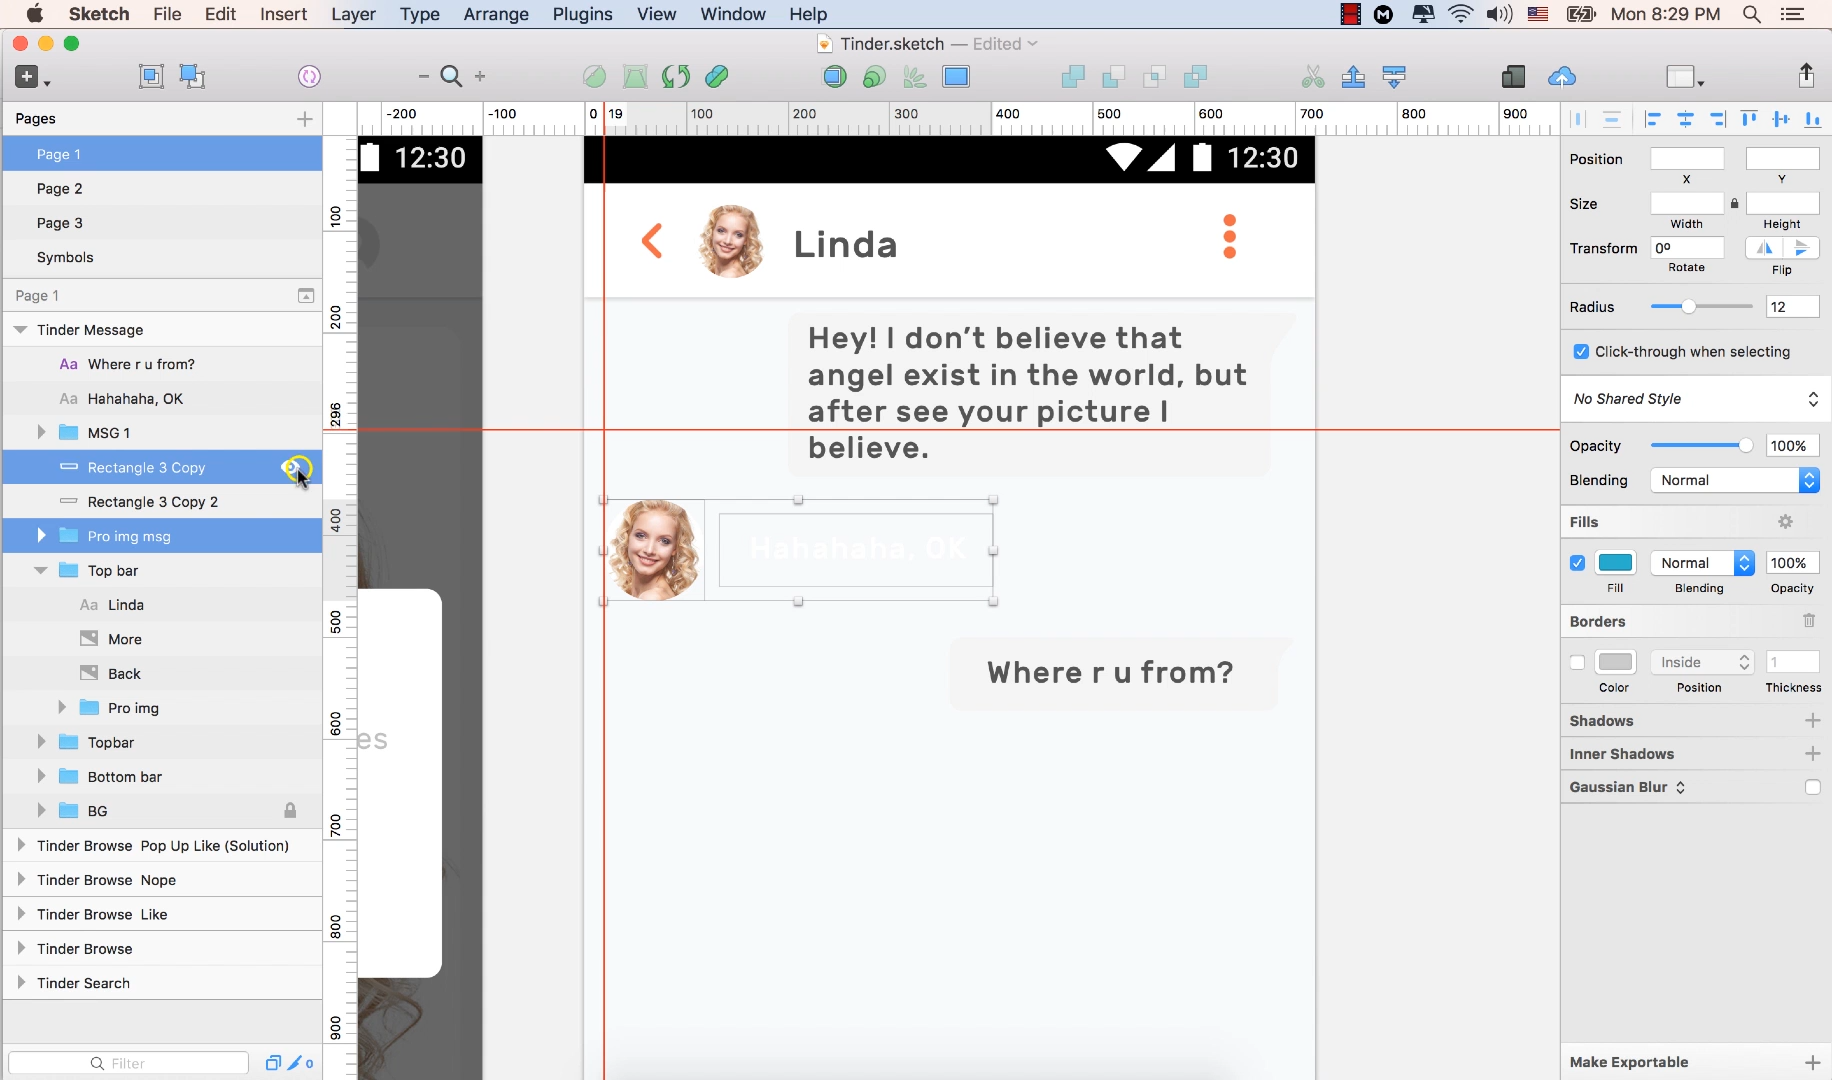 Sketch File Edit Insert Layer Type Arrange Plugins View Window Help Mon 8:29 PM
Tinder.sketch — Edited
Pages
Page 1
Page 2
Page 3
Symbols
Page 1
Tinder Message
Aa Where r u from?
Aa Hahahaha, OK
MSG 1
Rectangle 3 Copy
Rectangle 3 Copy 2
Pro img msg
Top bar
Aa Linda
More
Back
Pro img
Topbar
Bottom bar
BG
Tinder Browse Pop Up Like (Solution)
Tinder Browse Nope
Tinder Browse Like
Tinder Browse
Tinder Search
Filter
0
-200 -100 0 19 100 200 300 400 500 600 700 800 900
100
200
296
400
500
600
700
800
900
12:30
es
12:30
Linda
Hey! I don't believe that
angel exist in the world, but
after see your picture I
believe.
Hahahaha, OK
Where r u from?
Position
X Y
Size
Width Height
Transform 0º
Rotate Flip
Radius 12
Click-through when selecting
No Shared Style
Opacity 100%
Blending Normal
Fills
Normal 100%
Fill Blending Opacity
Borders
Inside 1
Color Position Thickness
Shadows
Inner Shadows
Gaussian Blur
Make Exportable